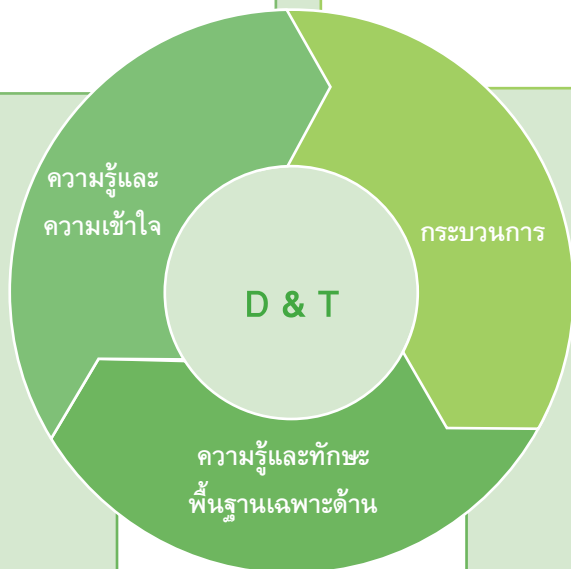 ความรู้และ
ความเข้าใจ
กระบวนการ
D & T
ความรู้และทักษะ
พื้นฐานเฉพาะด้าน